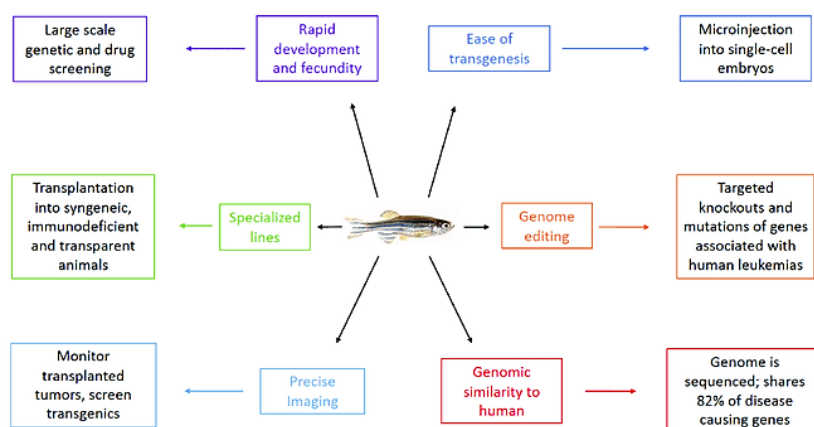 Large scale
genetic and drug
screening
Rapid
development
and fecundity
Ease of
transgenesis
Microinjection
into single-cell
embryos
Transplantation
into syngeneic,
immunodeficient
and transparent
animals
Specialized
lines
Genome
editing
Targeted
knockouts and
mutations of genes
associated with
human leukemias
Monitor
transplanted
tumors, screen
transgenics
Precise
Imaging
Genomic
similarity to
human
Genome is
sequenced; shares
82% of disease
causing genes